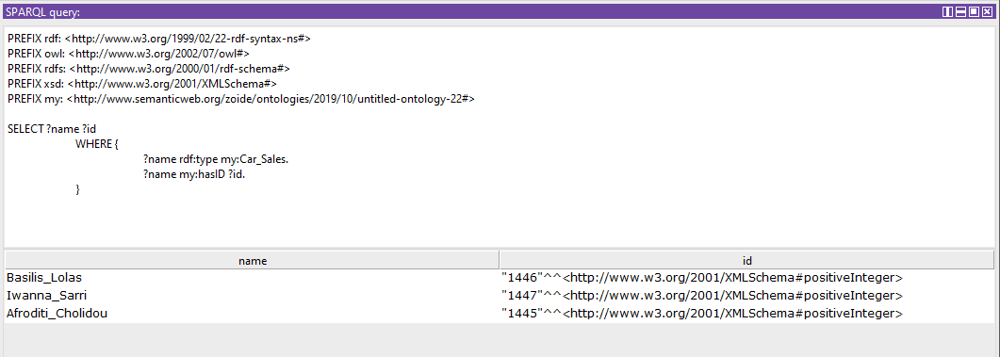 SPARQL query:
PREFIX rdf: <http://www.w3.org/1999/02/22-rdf-syntax-ns#>
PREFIX owl: <http://www.w3.org/2002/07/owl#>
PREFIX rdfs: <http://www.w3.org/2000/01/rdf-schema#>
PREFIX xsd: <http://www.w3.org/2001/XMLSchema#>
PREFIX my: <http://www.semanticweb.org/zoide/ontologies/2019/10/untitled-ontology-22#>
SELECT ?name ?id
WHERE {
?name rdf:type my:Car_Sales.
?name my:hasID ?id.
}
name id
Basilis_Lolas "1446"^^<http://www.w3.org/2001/XMLSchema#positiveInteger>
Iwanna_Sarri "1447"^^<http://www.w3.org/2001/XMLSchema#positiveInteger>
Afroditi_Cholidou "1445"^^<http://www.w3.org/2001/XMLSchema#positiveInteger>